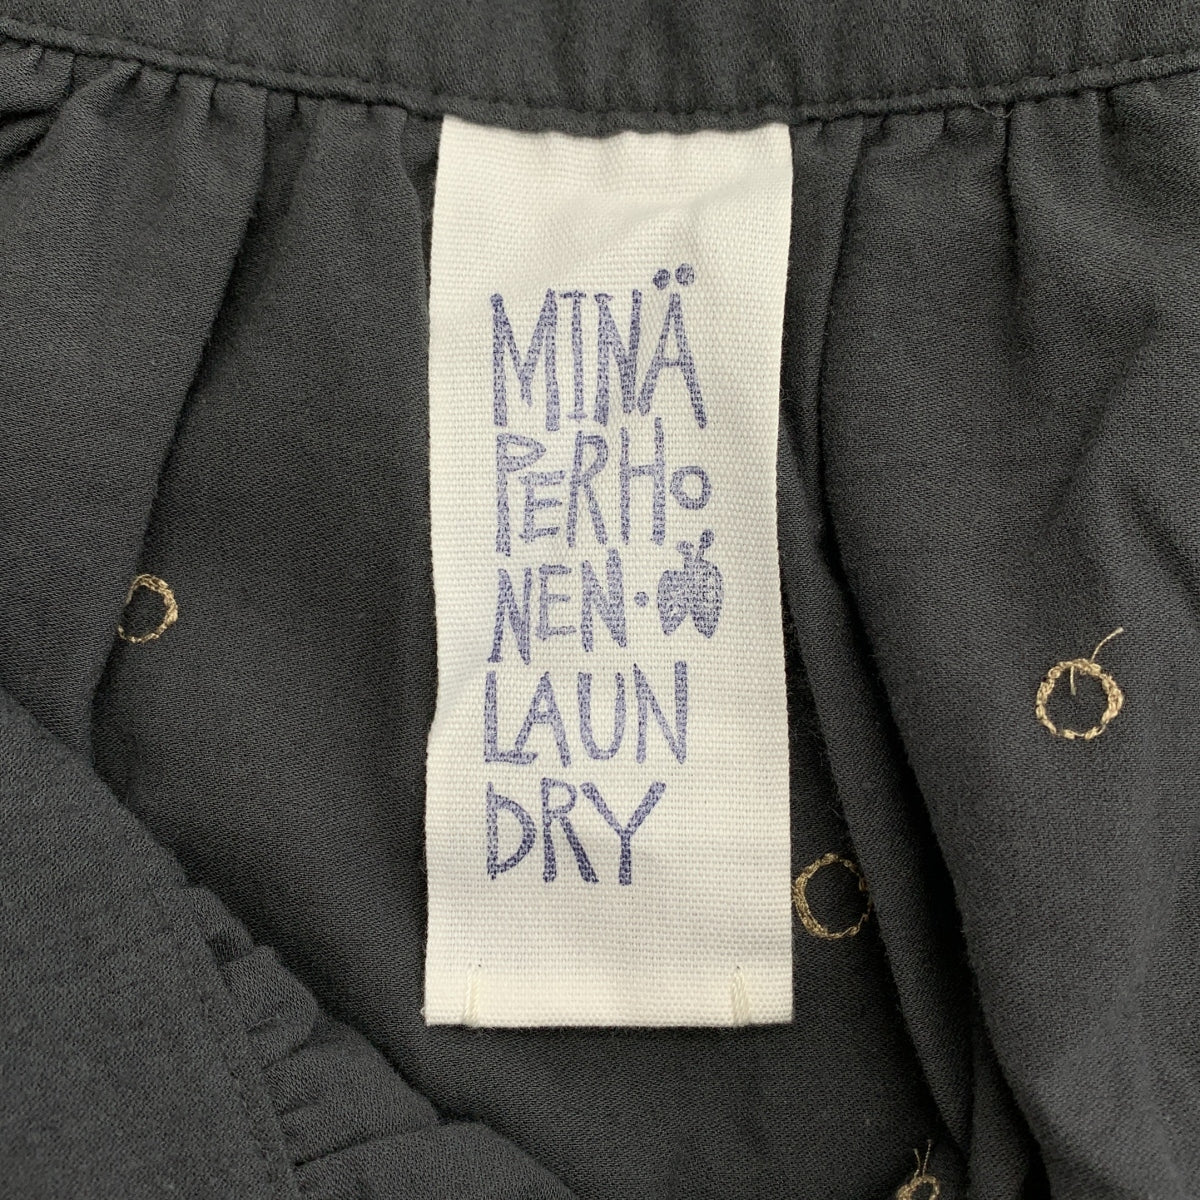 MINÄ
PERHO
NEN・
LAUN
DRY